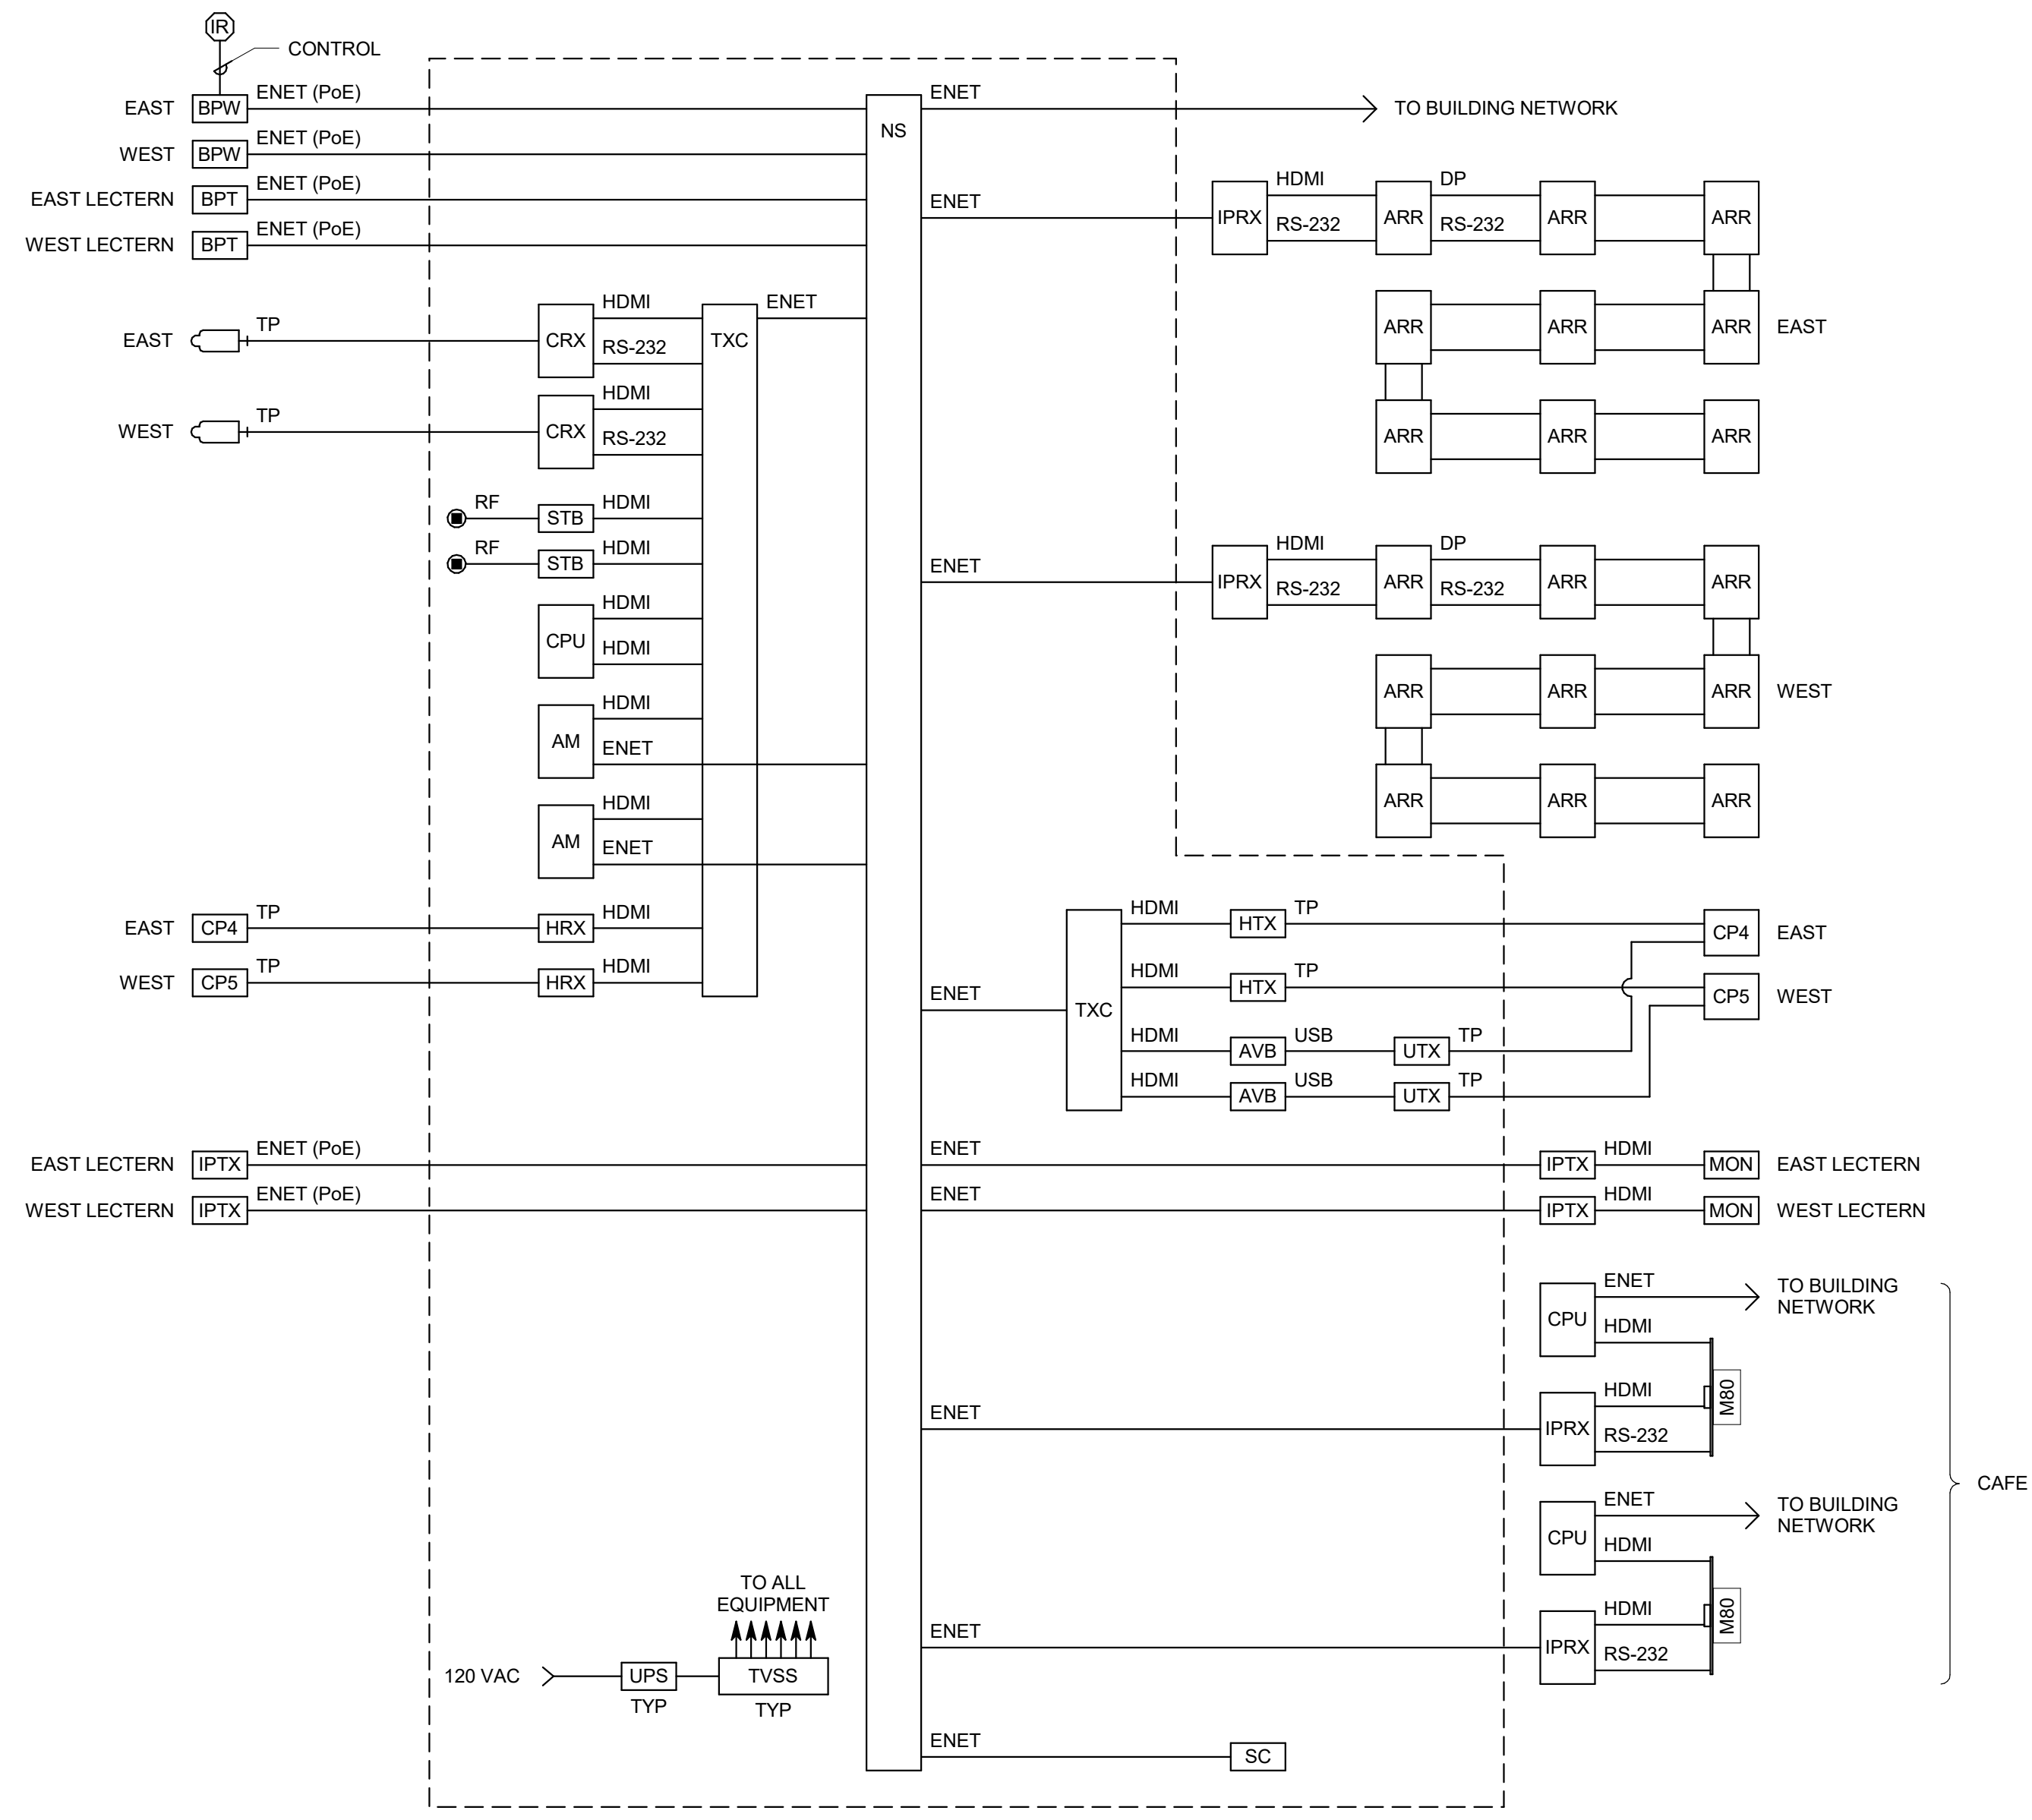 IR
CONTROL
EAST BPW ENET (PoE)
WEST BPW ENET (PoE)
EAST LECTERN BPT ENET (PoE)
WEST LECTERN BPT ENET (PoE)
EAST TP CRX HDMI
RS-232
WEST TP CRX HDMI
RS-232
RF STB HDMI
RF STB HDMI
CPU HDMI
HDMI
AM HDMI
ENET
AM HDMI
ENET
EAST CP4 TP HRX HDMI
WEST CP5 TP HRX HDMI
TXC ENET
EAST LECTERN IPTX ENET (PoE)
WEST LECTERN IPTX ENET (PoE)
TO ALL
EQUIPMENT
120 VAC UPS TVSS
TYP TYP
NS
ENET TO BUILDING NETWORK
ENET IPRX HDMI ARR DP ARR ARR
RS-232 RS-232
ARR ARR ARR EAST
ARR ARR ARR
ENET IPRX HDMI ARR DP ARR ARR
RS-232 RS-232
ARR ARR ARR WEST
ARR ARR ARR
ENET TXC
HDMI HTX TP CP4 EAST
HDMI HTX TP CP5 WEST
HDMI AVB USB UTX TP
HDMI AVB USB UTX TP
ENET IPTX HDMI MON EAST LECTERN
ENET IPTX HDMI MON WEST LECTERN
CPU ENET TO BUILDING
NETWORK
HDMI
ENET IPRX HDMI M80
RS-232
CPU ENET TO BUILDING
NETWORK
HDMI
ENET IPRX HDMI M80
RS-232
CAFE
ENET SC